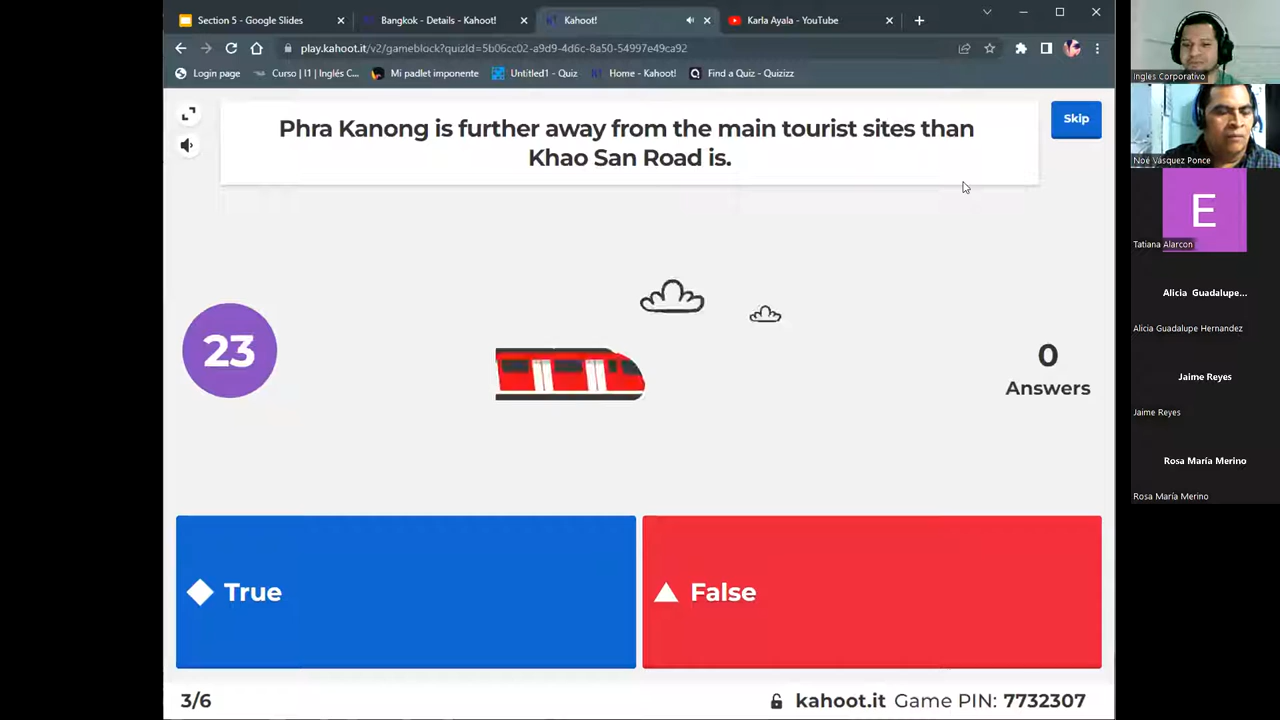 Section 5 - Google Slides
Bangkok - Details - Kahoot!
Kahoot!
Karla Ayala - YouTube
play.kahoot.it/v2/gameblock?quizId=5b06cc02-a9d9-4d6c-8a50-54997e49ca92
Login page
Curso | I1 | Inglés C...
Mi padlet imponente
Untitled1 - Quiz
Home - Kahoot!
Find a Quiz - Quizizz
Phra Kanong is further away from the main tourist sites than
Khao San Road is.
Skip
23
0
Answers
True
False
3/6
kahoot.it Game PIN: 7732307
Ingles Corporativo
Noé Vásquez Ponce
E
Tatiana Alarcon
Alicia Guadalupe...
Alicia Guadalupe Hernandez
Jaime Reyes
Jaime Reyes
Rosa María Merino
Rosa María Merino